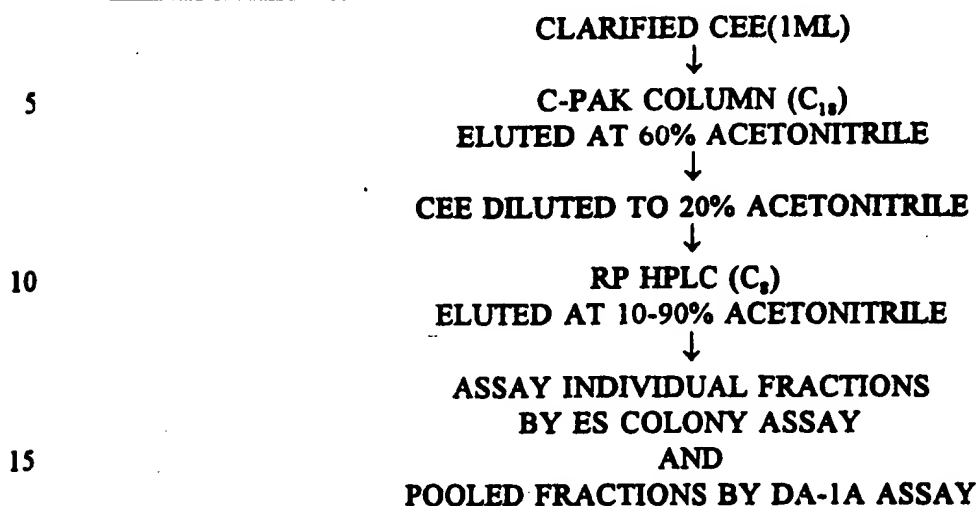 CLARIFIED CEE(1ML)
↓
5 C-PAK COLUMN (C₁₈)
ELUTED AT 60% ACETONITRILE
↓
CEE DILUTED TO 20% ACETONITRILE
↓
10 RP HPLC (C₈)
ELUTED AT 10-90% ACETONITRILE
↓
ASSAY INDIVIDUAL FRACTIONS
BY ES COLONY ASSAY
15 AND
POOLED FRACTIONS BY DA-1A ASSAY